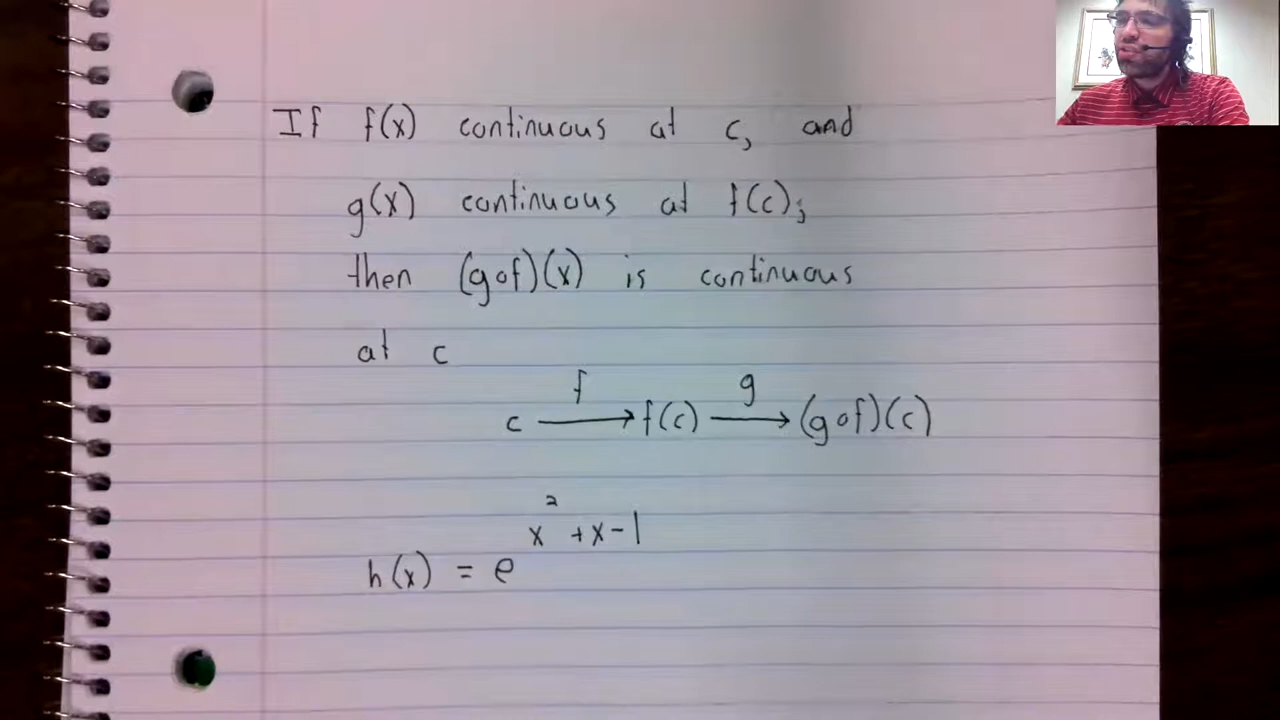 If f(x) continuous at c, and
g(x) continuous at f(c);
then (g∘f)(x) is continuous
at c
c —f→ f(c) —g→ (g∘f)(c)
h(x) = e^{x² + x - 1}